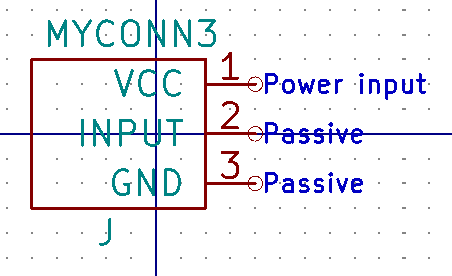 MYCONN3
VCC 1 Power input
INPUT 2 Passive
GND 3 Passive
J